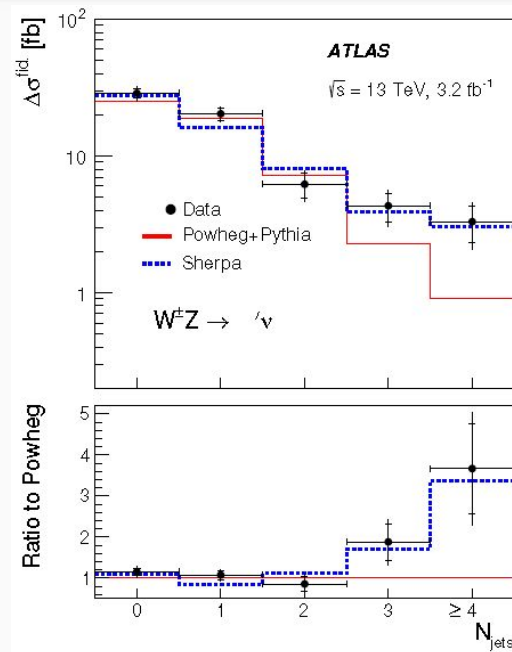 10²
Δσ^fid. [fb]
ATLAS
√s = 13 TeV, 3.2 fb⁻¹
10
Data
Powheg+Pythia
Sherpa
1
W±Z → ′ν
Ratio to Powheg
5
4
3
2
1
0 1 2 3 ≥ 4
N_jets